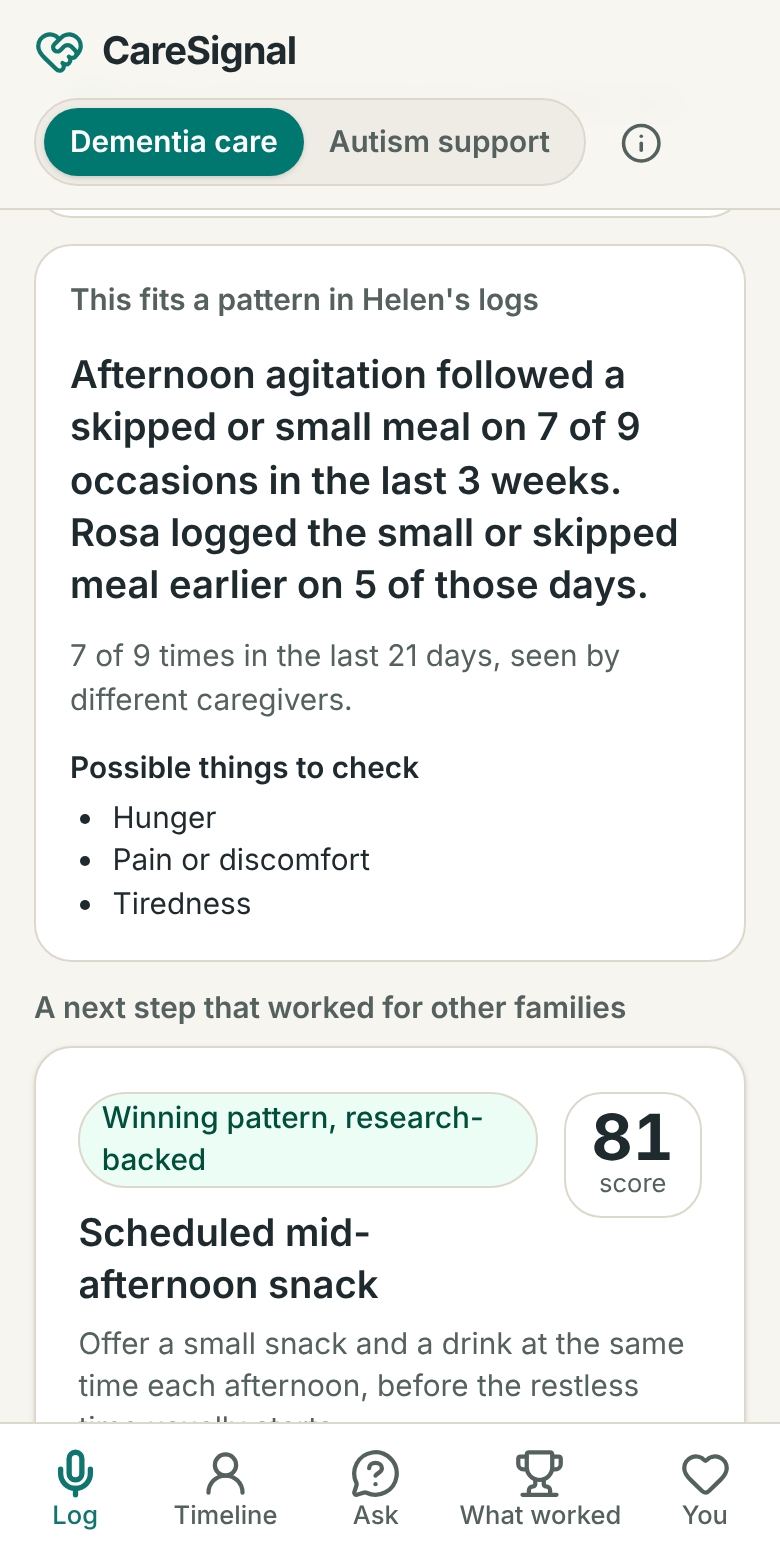 CareSignal
Dementia care
Autism support
This fits a pattern in Helen's logs
Afternoon agitation followed a
skipped or small meal on 7 of 9
occasions in the last 3 weeks.
Rosa logged the small or skipped
meal earlier on 5 of those days.
7 of 9 times in the last 21 days, seen by
different caregivers.
Possible things to check
• Hunger
• Pain or discomfort
• Tiredness
A next step that worked for other families
Winning pattern, research-
backed
81
score
Scheduled mid-
afternoon snack
Offer a small snack and a drink at the same
time each afternoon, before the restless
Log
Timeline
Ask
What worked
You